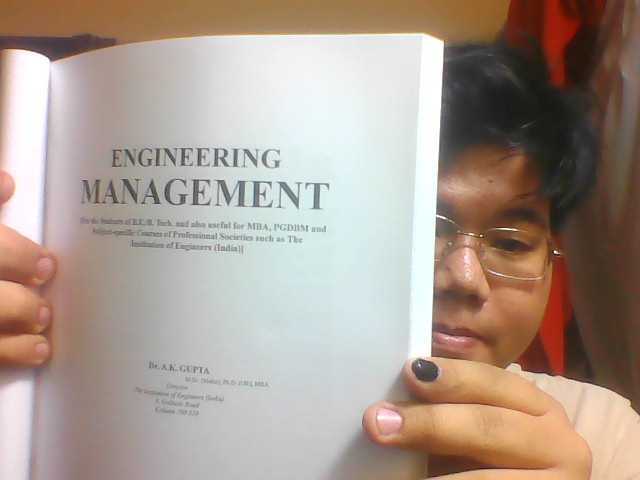 ENGINEERING
MANAGEMENT
[For the Students of B.E./B. Tech. and also useful for MBA, PGDBM and
Subject-specific Courses of Professional Societies such as The
Institution of Engineers (India)]
Dr. A.K. GUPTA
M.Sc. (Maths), Ph.D. (UK), MBA
Director
The Institution of Engineers (India)
8, Gokhale Road
Kolkata 700 020